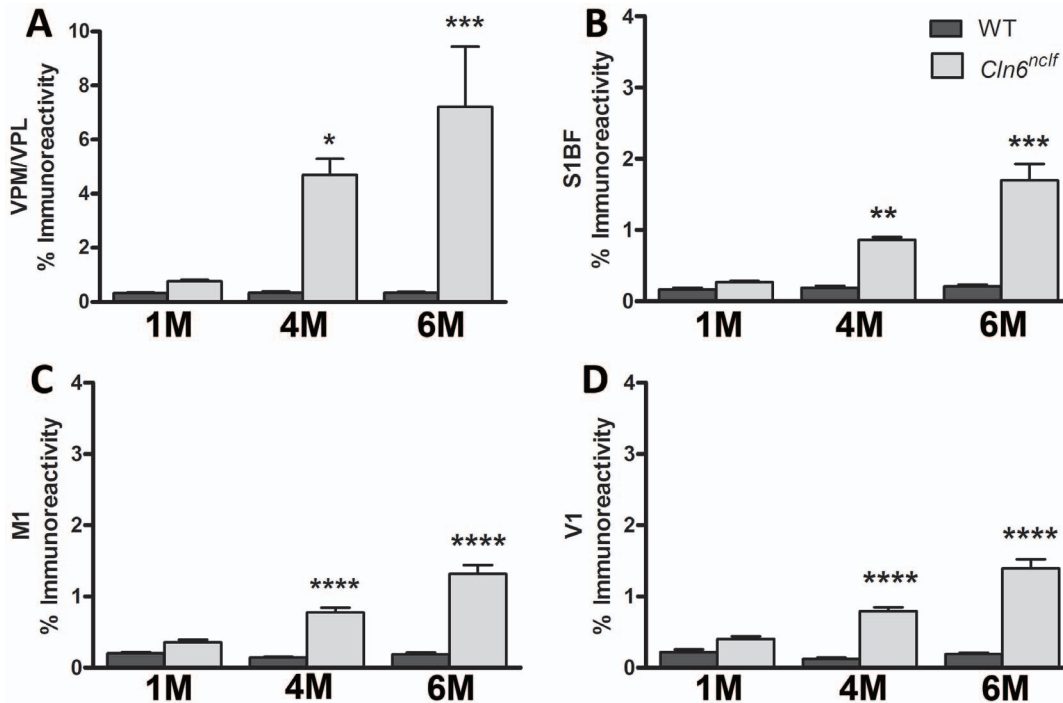 A
VPM/VPL
% Immunoreactivity
10
8
6
4
2
0
*
***
1M 4M 6M
B
S1BF
% Immunoreactivity
4
3
2
1
0
**
***
1M 4M 6M
WT
Cln6nclf
C
M1
% Immunoreactivity
4
3
2
1
0
****
****
1M 4M 6M
D
V1
% Immunoreactivity
4
3
2
1
0
****
****
1M 4M 6M